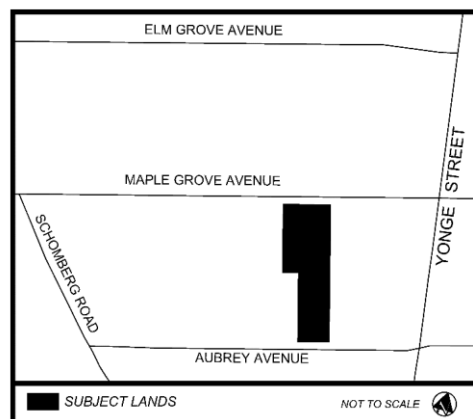 ELM GROVE AVENUE
MAPLE GROVE AVENUE
YONGE STREET
SCHOMBERG ROAD
AUBREY AVENUE
SUBJECT LANDS
NOT TO SCALE